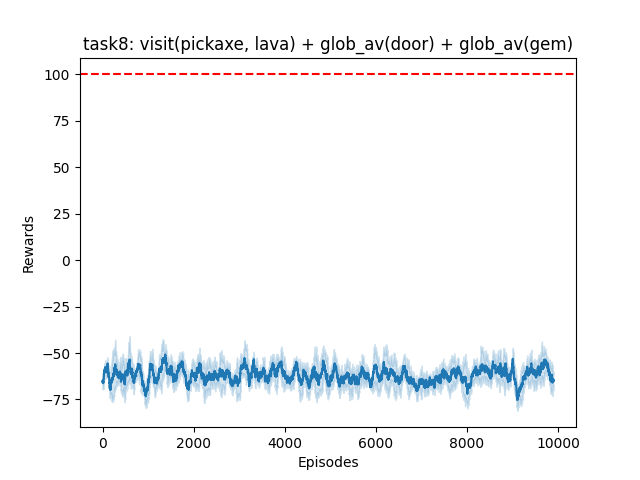 task8: visit(pickaxe, lava) + glob_av(door) + glob_av(gem)
100
75
50
25
0
−25
−50
−75
Rewards
0 2000 4000 6000 8000 10000
Episodes